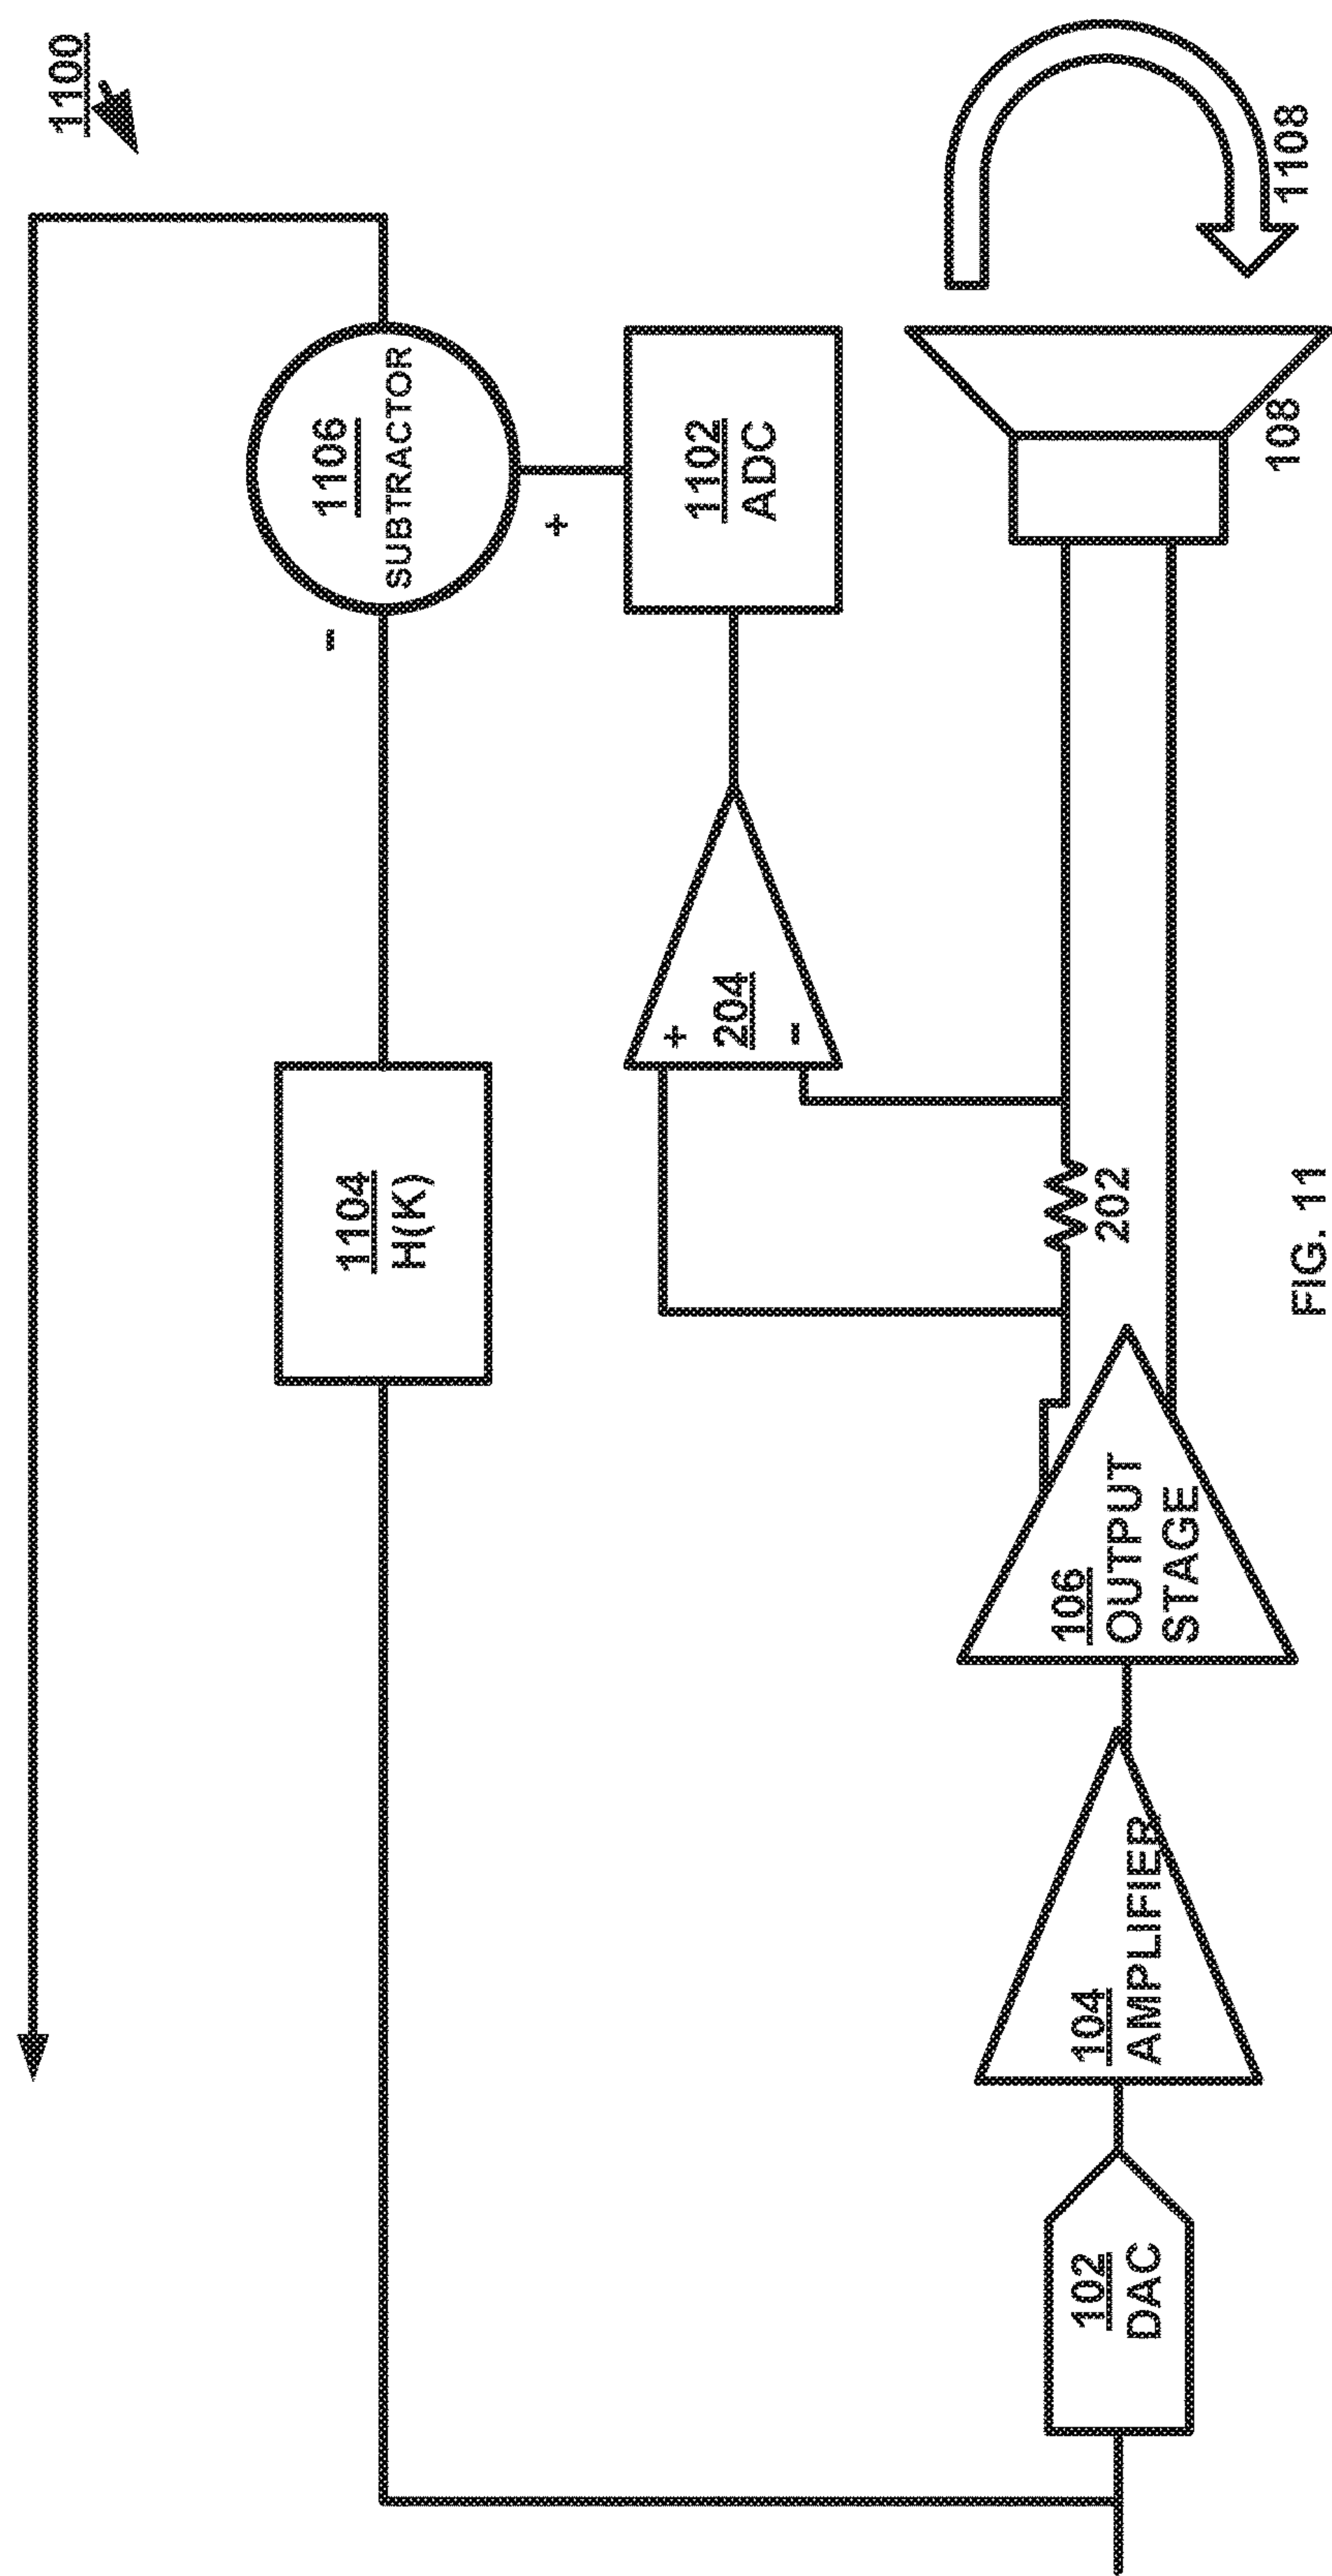 1100
1106
SUBTRACTOR
-
+
1104
H(K)
1102
ADC
+
204
-
202
108
1108
102
DAC
104
AMPLIFIER
106
OUTPUT
STAGE
FIG. 11